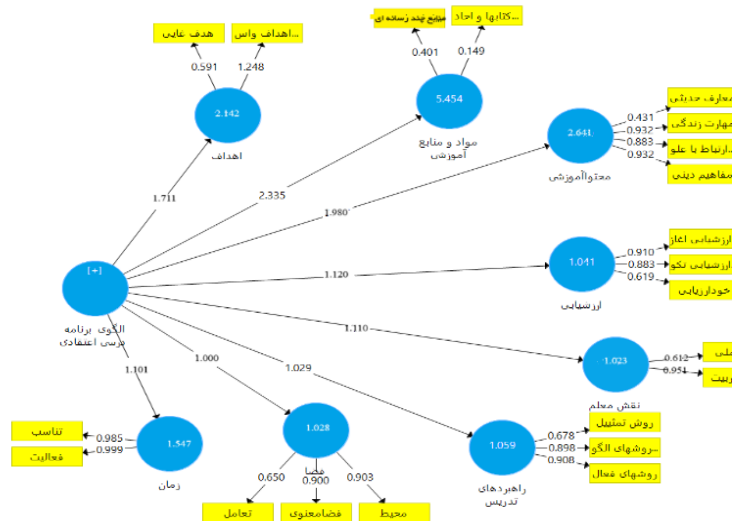 هدف غایی
اهداف واس...
0.591
1.248
2.142
اهداف
منابع چند رسانه ای
کتابها و احاد...
0.401
0.149
5.454
مواد و منابع
آموزشی
معارف حدیثی
مهارت زندگی
ارتباط با علو...
مفاهیم دینی
0.431
0.932
0.883
0.932
2.641
محتواآموزشی
1.711
2.335
1.980
1.120
1.110
1.029
1.000
1.101
[+]
الگوی برنامه
درسی اعتقادی
ارزشیابی اغاز
ارزشیابی تکو
خودارزیابی
0.910
0.883
0.619
1.041
ارزشیابی
ملی
ربیت
0.612
0.951
1.023
نقش معلم
روش تمثییل
روشهای الگو...
روشهای فعال
0.678
0.898
0.908
1.059
راهبردهای
تدریس
1.028
فضا
0.650
0.900
0.903
تعامل
فضامعنوی
محیط
تناسب
فعالیت
0.985
0.999
1.547
زمان